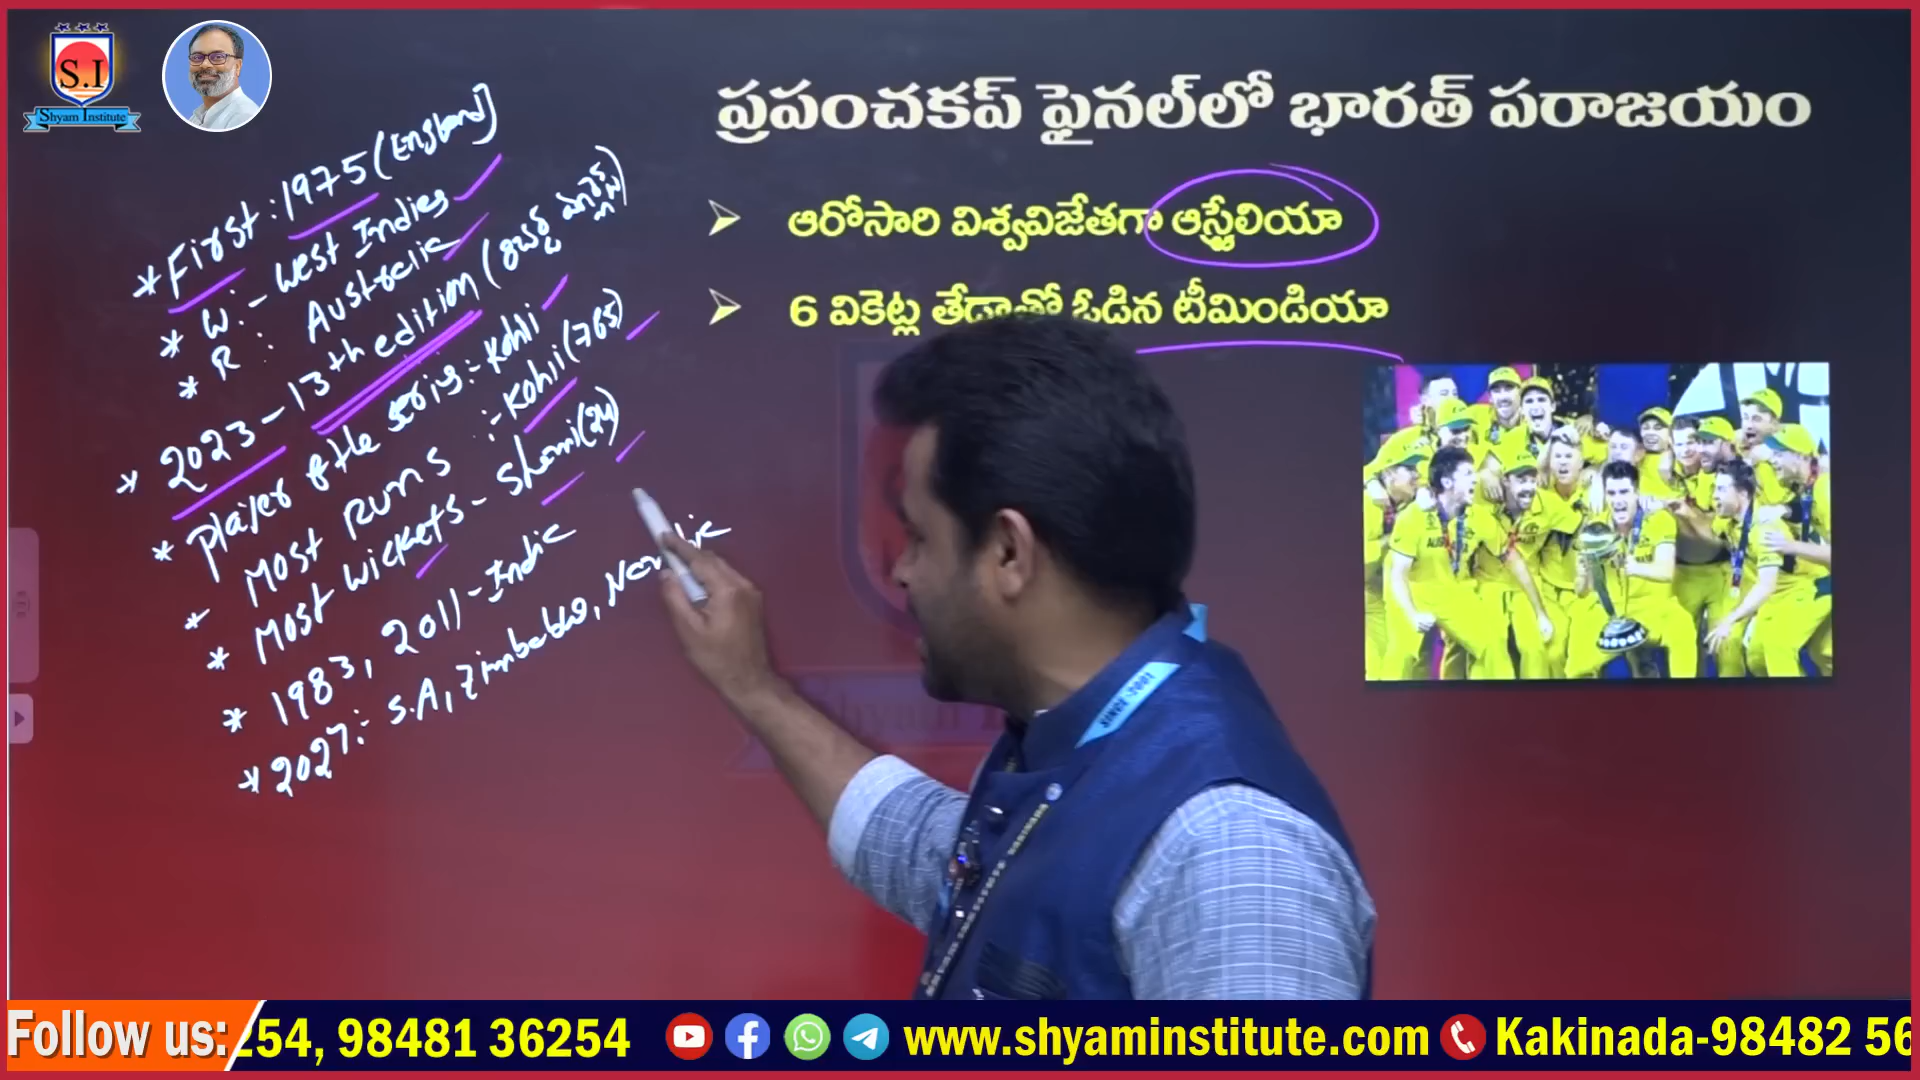 S.I
Shyam Institute
ప్రపంచకప్ ఫైనల్‌లో భారత్ పరాజయం
ఆరోసారి విశ్వవిజేతగా ఆస్ట్రేలియా
6 వికెట్ల తేడాతో ఓడిన టీమిండియా
* First : 1975 (England)
* W :- West Indies
* R : Australia
* 2023 - 13th edition
* Player of the series :- Kohli
* Most Runs :- Kohli (765)
* Most wickets - Shami (24)
* 1983, 2011 - India
* 2027 :- S.A, Zimbabwe,
SINCE-2001
Follow us:
254, 98481 36254
www.shyaminstitute.com
Kakinada-98482 56